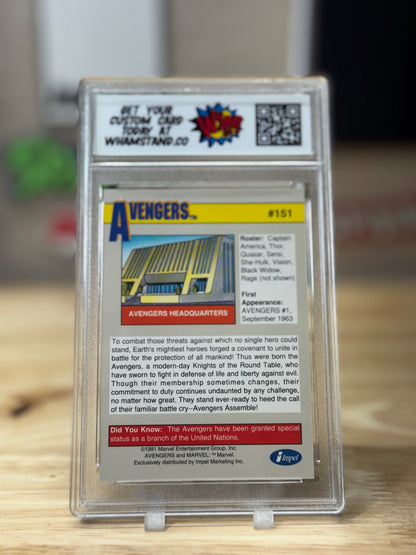 GET YOUR
CUSTOM CARD
TODAY AT
WHAMSTAND.CO
WHAM
AVENGERS™
#151
AVENGERS HEADQUARTERS
Roster: Captain
America, Thor,
Quasar, Sersi,
She-Hulk, Vision,
Black Widow,
Rage (not shown)
First
Appearance:
AVENGERS #1,
September 1963
To combat those threats against which no single hero could
stand, Earth's mightiest heroes forged a covenant to unite in
battle for the protection of all mankind! Thus were born the
Avengers, a modern-day Knights of the Round Table, who
have sworn to fight in defense of life and liberty against evil.
Though their membership sometimes changes, their
commitment to duty continues undaunted by any challenge,
no matter how great. They stand ever-ready to heed the call
of their familiar battle cry--Avengers Assemble!
Did You Know: The Avengers have been granted special
status as a branch of the United Nations.
©1991 Marvel Entertainment Group, Inc.
AVENGERS and MARVEL: ™ Marvel
Exclusively distributed by Impel Marketing Inc.
impel